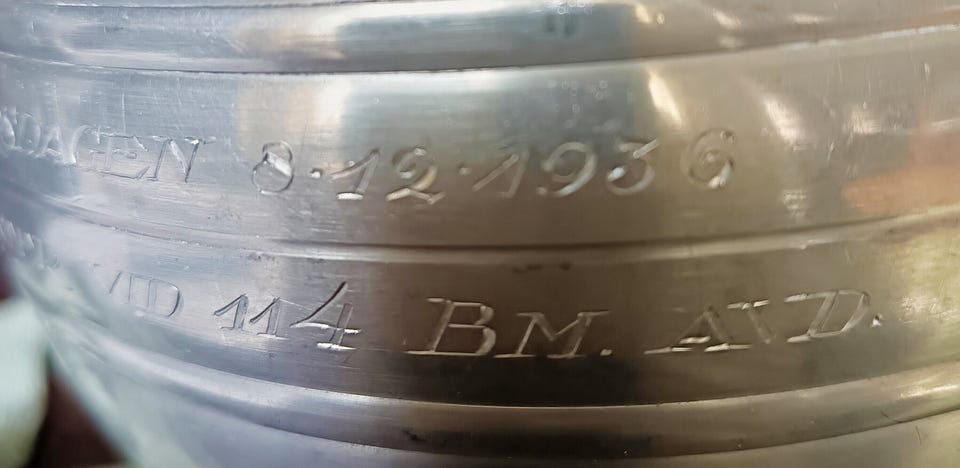 DAGEN 8·12·1936
VID 114 BM. AVD.